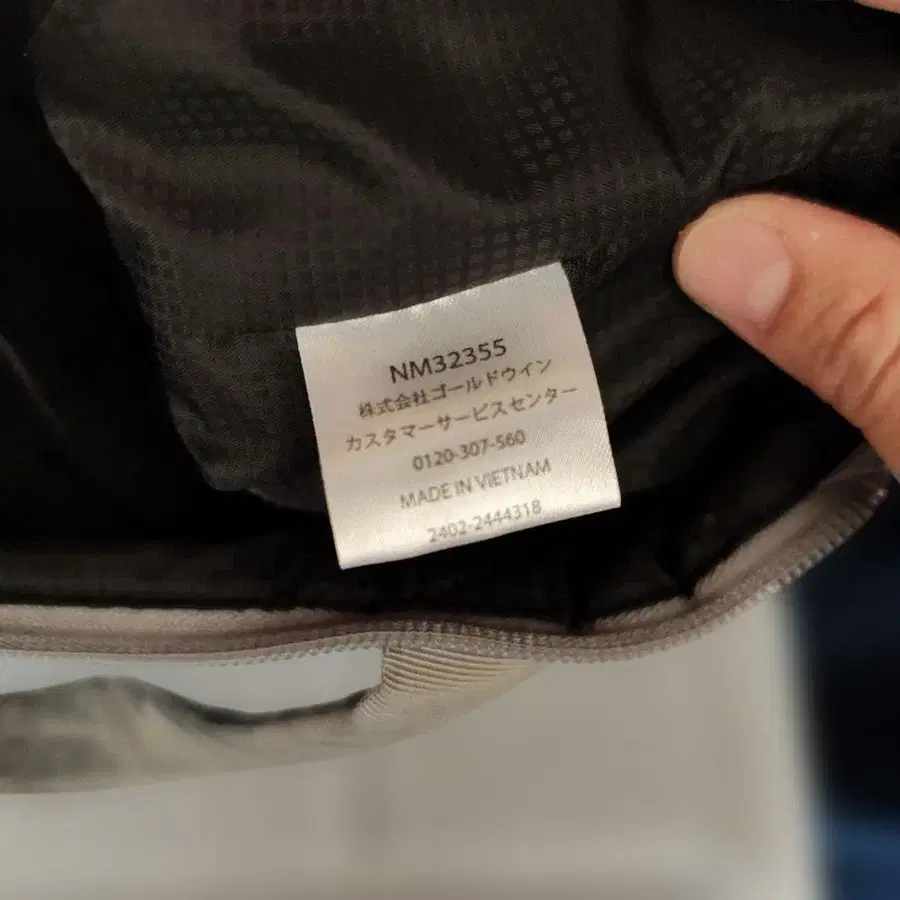 NM32355
株式会社ゴールドウイン
カスタマーサービスセンター
0120-307-560
MADE IN VIETNAM
2402-2444318